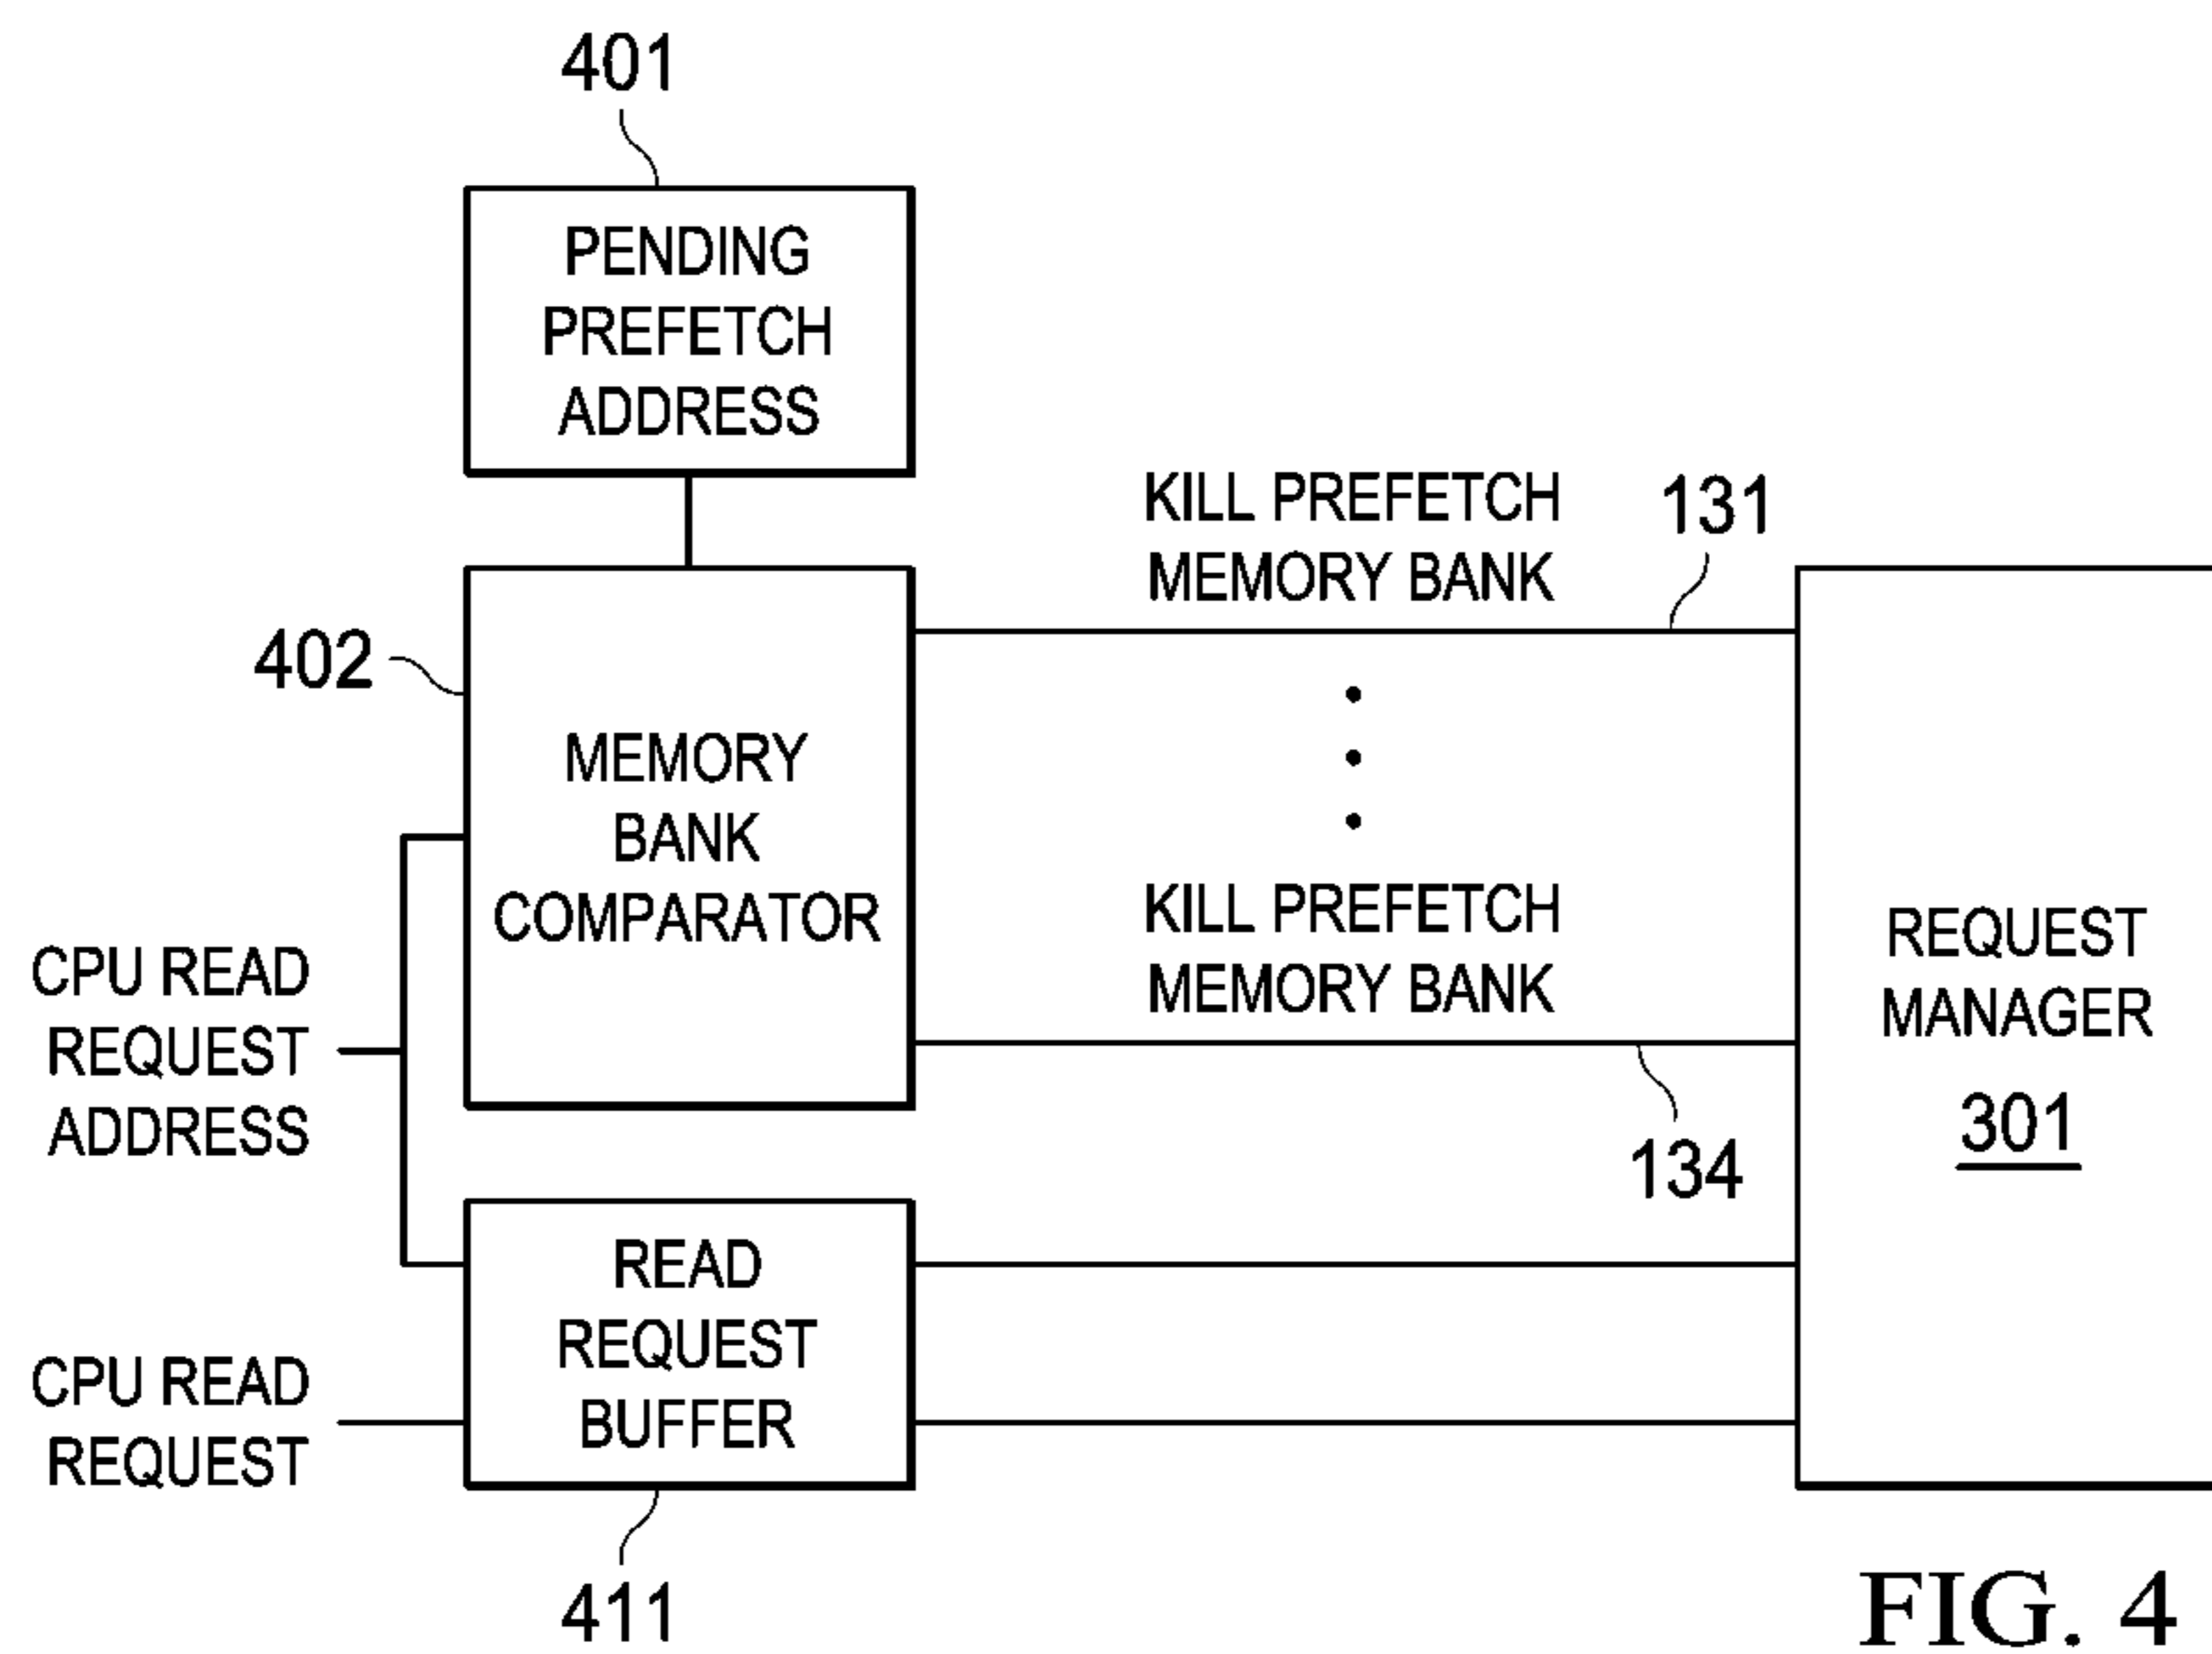 401
PENDING
PREFETCH
ADDRESS
KILL PREFETCH
MEMORY BANK
131
402
MEMORY
BANK
COMPARATOR
KILL PREFETCH
MEMORY BANK
134
REQUEST
MANAGER
301
CPU READ
REQUEST
ADDRESS
READ
REQUEST
BUFFER
CPU READ
REQUEST
411
FIG. 4